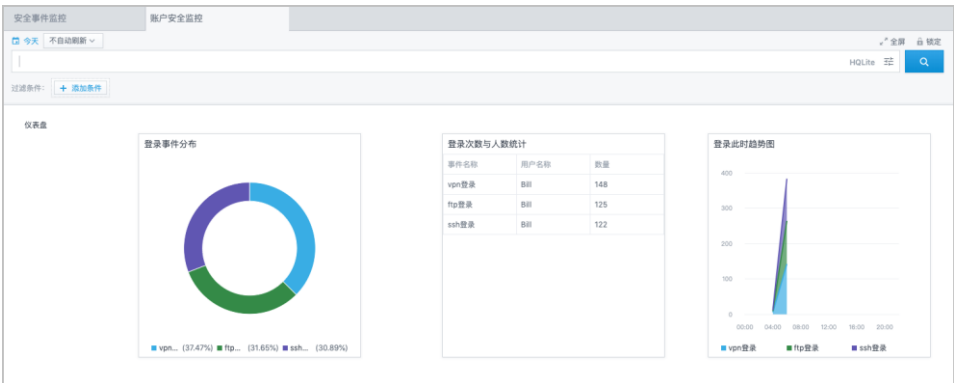 安全事件监控 账户安全监控
今天 不自动刷新 全屏 锁定
HQLite
过滤条件: + 添加条件
仪表盘
登录事件分布
vpn... (37.47%) ftp... (31.65%) ssh... (30.89%)
登录次数与人数统计
事件名称 用户名称 数量
vpn登录 Bill 148
ftp登录 Bill 125
ssh登录 Bill 122
登录此时趋势图
400
300
200
100
0
00:00 04:00 08:00 12:00 16:00 20:00
vpn登录 ftp登录 ssh登录